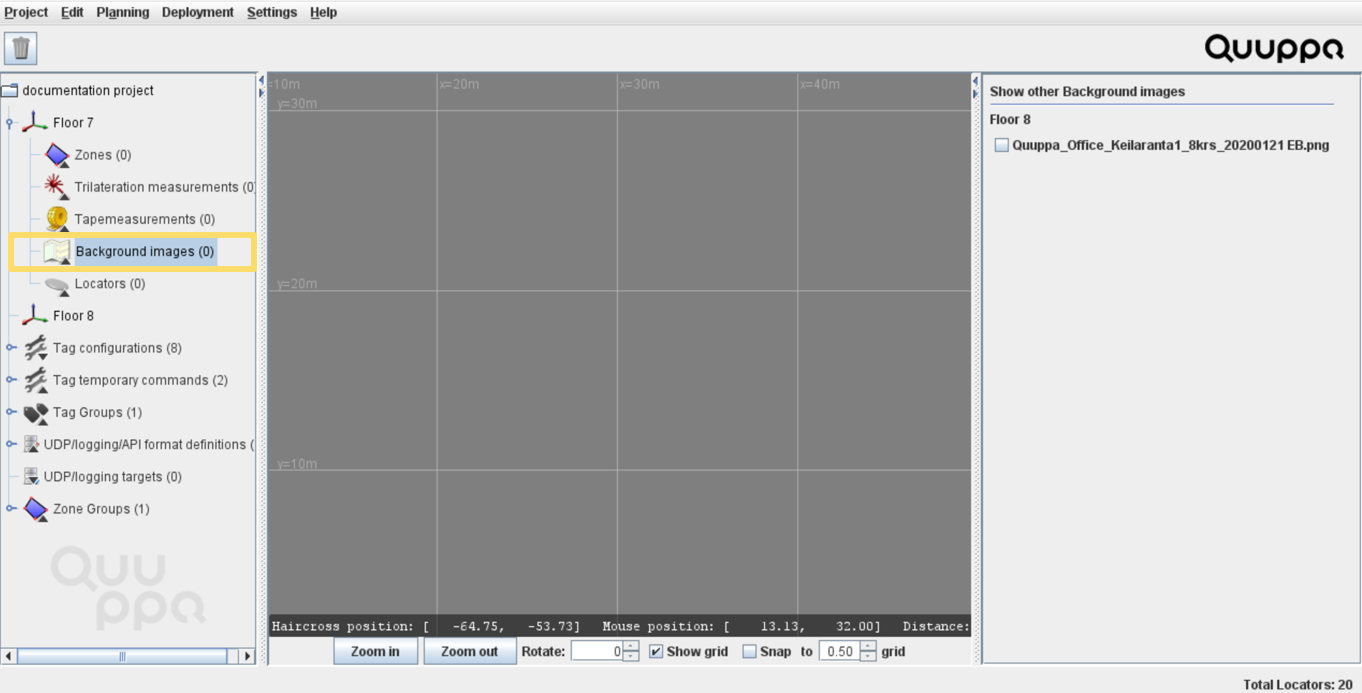 Project Edit Planning Deployment Settings Help
Quuppa
documentation project
Floor 7
Zones (0)
Trilateration measurements (0
Tapemeasurements (0)
Background images (0)
Locators (0)
Floor 8
Tag configurations (8)
Tag temporary commands (2)
Tag Groups (1)
UDP/logging/API format definitions (
UDP/logging targets (0)
Zone Groups (1)
Quuppa
=10m x=20m x=30m x=40m
y=30m
y=20m
y=10m
Haircross position: [ -64.75, -53.73] Mouse position: [ 13.13, 32.00] Distance:
Zoom in Zoom out Rotate: 0 Show grid Snap to 0.50 grid
Show other Background images
Floor 8
Quuppa_Office_Keilaranta1_8krs_20200121 EB.png
Total Locators: 20